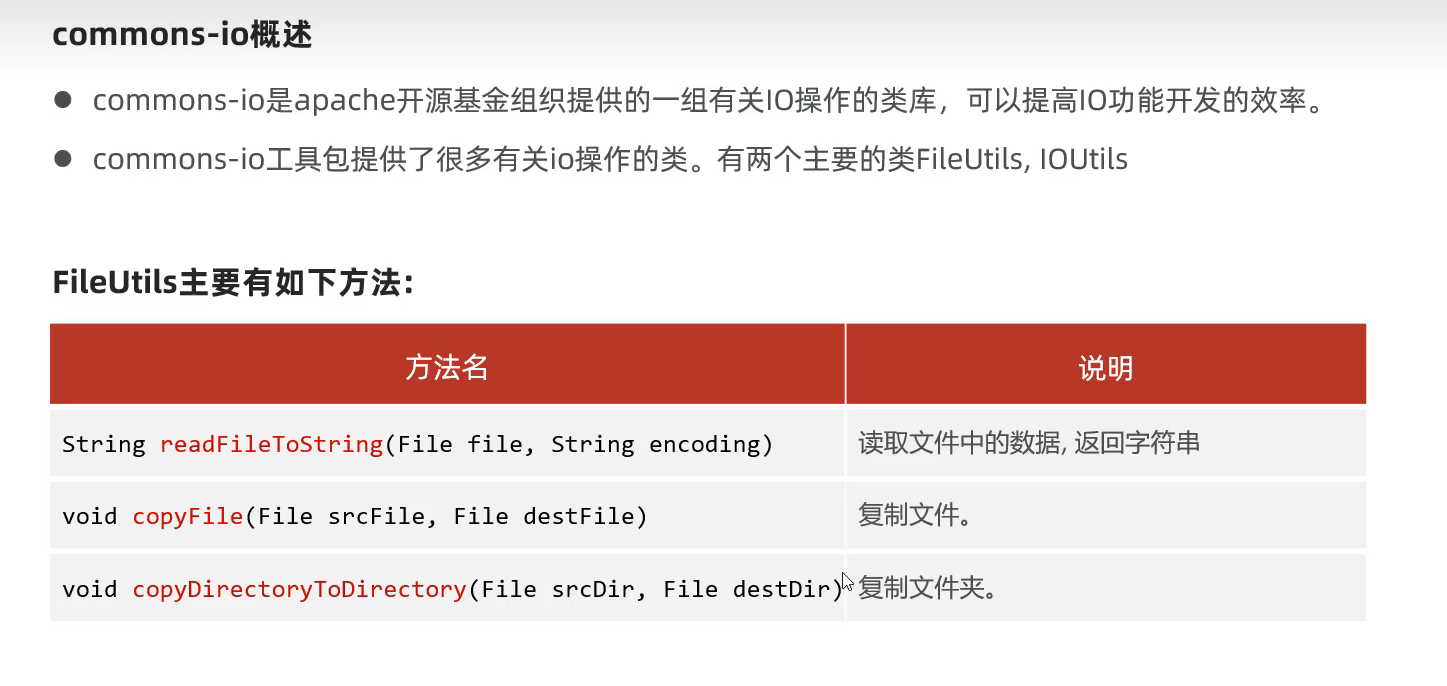 commons-io概述
● commons-io是apache开源基金组织提供的一组有关IO操作的类库，可以提高IO功能开发的效率。
● commons-io工具包提供了很多有关io操作的类。有两个主要的类FileUtils, IOUtils
FileUtils主要有如下方法：
方法名 说明
String readFileToString(File file, String encoding) 读取文件中的数据, 返回字符串
void copyFile(File srcFile, File destFile) 复制文件。
void copyDirectoryToDirectory(File srcDir, File destDir) 复制文件夹。